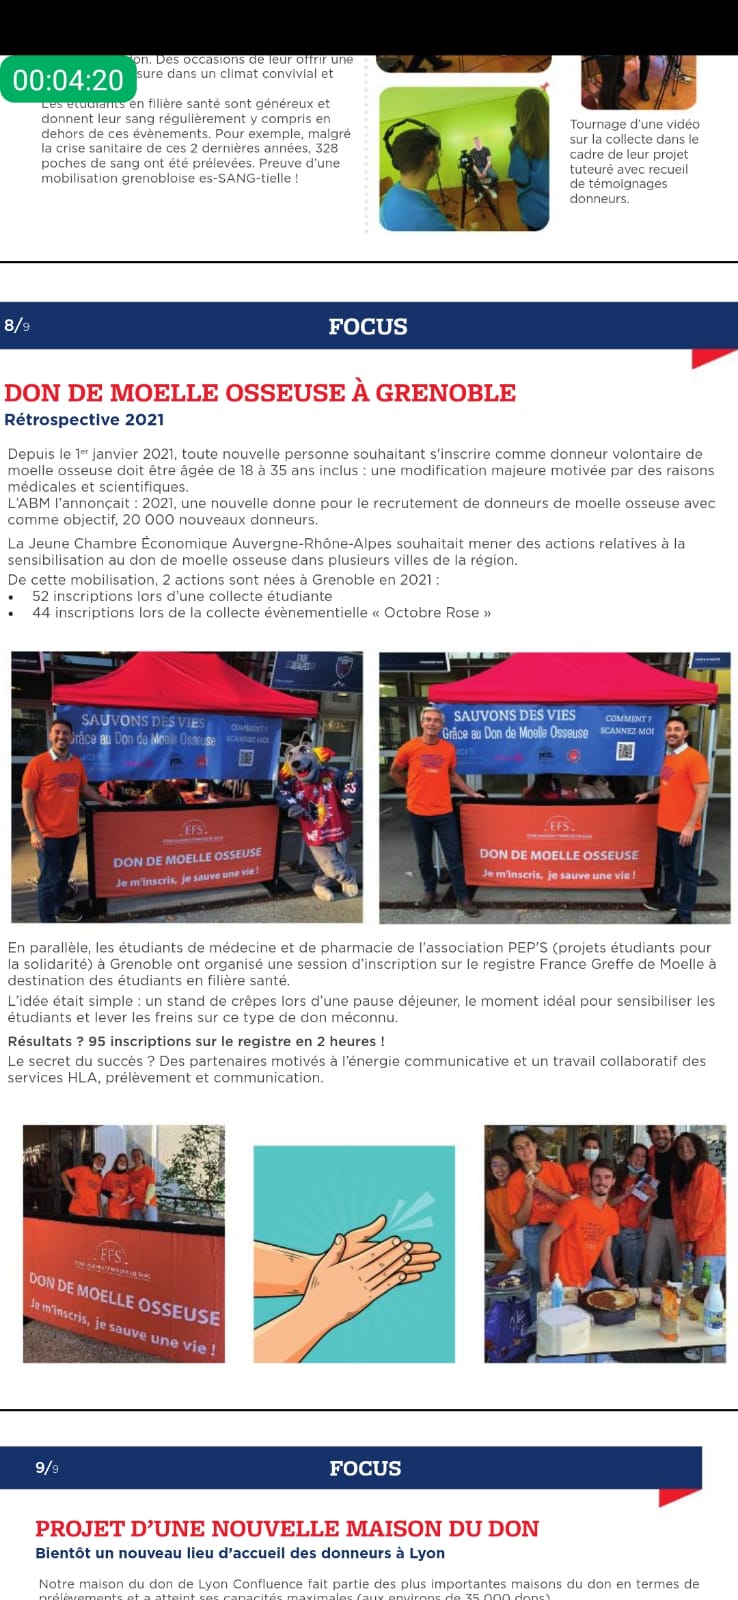 on. Des occasions de leur offrir une
00:04:20
sure dans un climat convivial et
Les étudiants en filière santé sont généreux et
donnent leur sang régulièrement y compris en
dehors de ces évènements. Pour exemple, malgré
la crise sanitaire de ces 2 dernières années, 328
poches de sang ont été prélevées. Preuve d'une
mobilisation grenobloise es-SANG-tielle !
Tournage d'une vidéo
sur la collecte dans le
cadre de leur projet
tuteuré avec recueil
de témoignages
donneurs.
8/9
FOCUS
DON DE MOELLE OSSEUSE À GRENOBLE
Rétrospective 2021
Depuis le 1er janvier 2021, toute nouvelle personne souhaitant s'inscrire comme donneur volontaire de
moelle osseuse doit être âgée de 18 à 35 ans inclus : une modification majeure motivée par des raisons
médicales et scientifiques.
L'ABM l'annonçait : 2021, une nouvelle donne pour le recrutement de donneurs de moelle osseuse avec
comme objectif, 20 000 nouveaux donneurs.
La Jeune Chambre Économique Auvergne-Rhône-Alpes souhaitait mener des actions relatives à la
sensibilisation au don de moelle osseuse dans plusieurs villes de la région.
De cette mobilisation, 2 actions sont nées à Grenoble en 2021 :
• 52 inscriptions lors d'une collecte étudiante
• 44 inscriptions lors de la collecte évènementielle « Octobre Rose »
SAUVONS DES VIES
Grâce au Don de Moelle Osseuse
COMMENT ?
SCANNEZ-MOI
EFS
DON DE MOELLE OSSEUSE
Je m'inscris, je sauve une vie !
SAUVONS DES VIES
Grâce au Don de Moelle Osseuse
COMMENT ?
SCANNEZ-MOI
EFS
DON DE MOELLE OSSEUSE
Je m'inscris, je sauve une vie !
En parallèle, les étudiants de médecine et de pharmacie de l'association PEP'S (projets étudiants pour
la solidarité) à Grenoble ont organisé une session d'inscription sur le registre France Greffe de Moelle à
destination des étudiants en filière santé.
L'idée était simple : un stand de crêpes lors d'une pause déjeuner, le moment idéal pour sensibiliser les
étudiants et lever les freins sur ce type de don méconnu.
Résultats ? 95 inscriptions sur le registre en 2 heures !
Le secret du succès ? Des partenaires motivés à l'énergie communicative et un travail collaboratif des
services HLA, prélèvement et communication.
EFS
DON DE MOELLE OSSEUSE
Je m'inscris, je sauve une vie !
9/9
FOCUS
PROJET D'UNE NOUVELLE MAISON DU DON
Bientôt un nouveau lieu d'accueil des donneurs à Lyon
Notre maison du don de Lyon Confluence fait partie des plus importantes maisons du don en termes de
prélèvements et a atteint ses capacités maximales (aux environs de 35 000 dons)